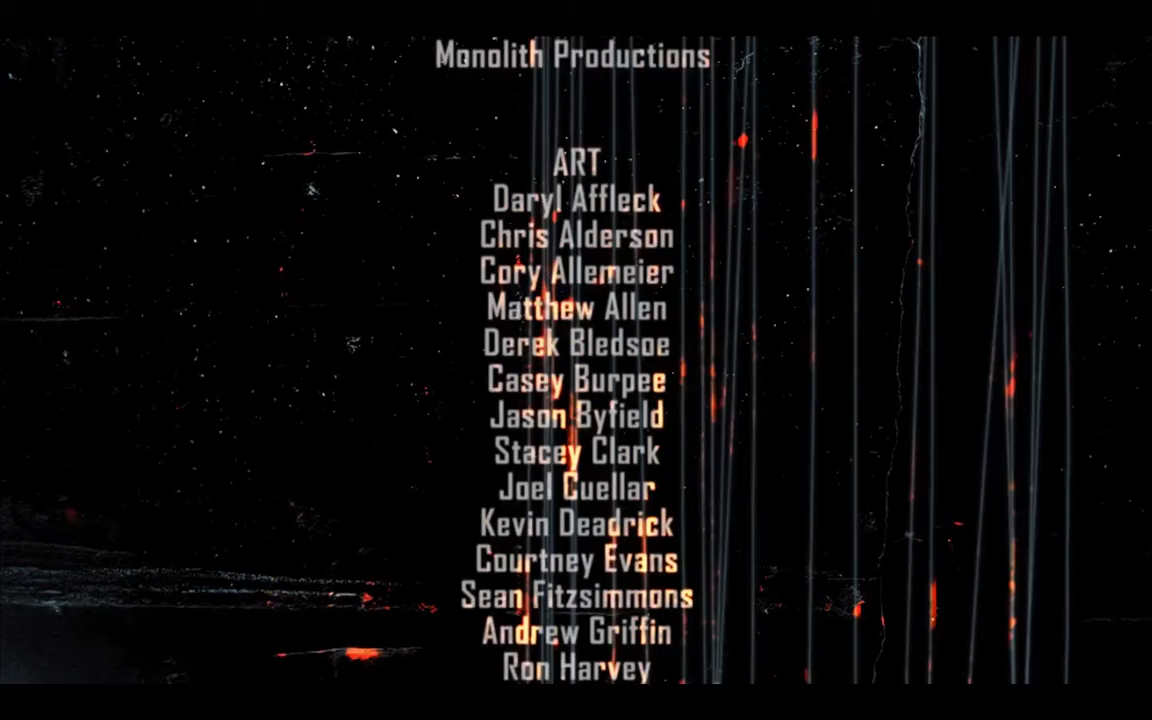 Monolith Productions
ART
Daryl Affleck
Chris Alderson
Cory Allemeier
Matthew Allen
Derek Bledsoe
Casey Burpee
Jason Byfield
Stacey Clark
Joel Cuellar
Kevin Deadrick
Courtney Evans
Sean Fitzsimmons
Andrew Griffin
Ron Harvey